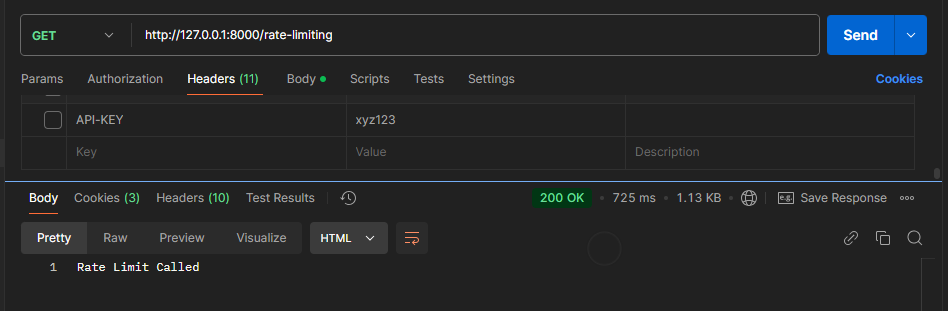 GET http://127.0.0.1:8000/rate-limiting Send
Params Authorization Headers (11) Body Scripts Tests Settings Cookies
API-KEY xyz123
Key Value Description
Body Cookies (3) Headers (10) Test Results 200 OK 725 ms 1.13 KB e.g. Save Response
Pretty Raw Preview Visualize HTML
1 Rate Limit Called